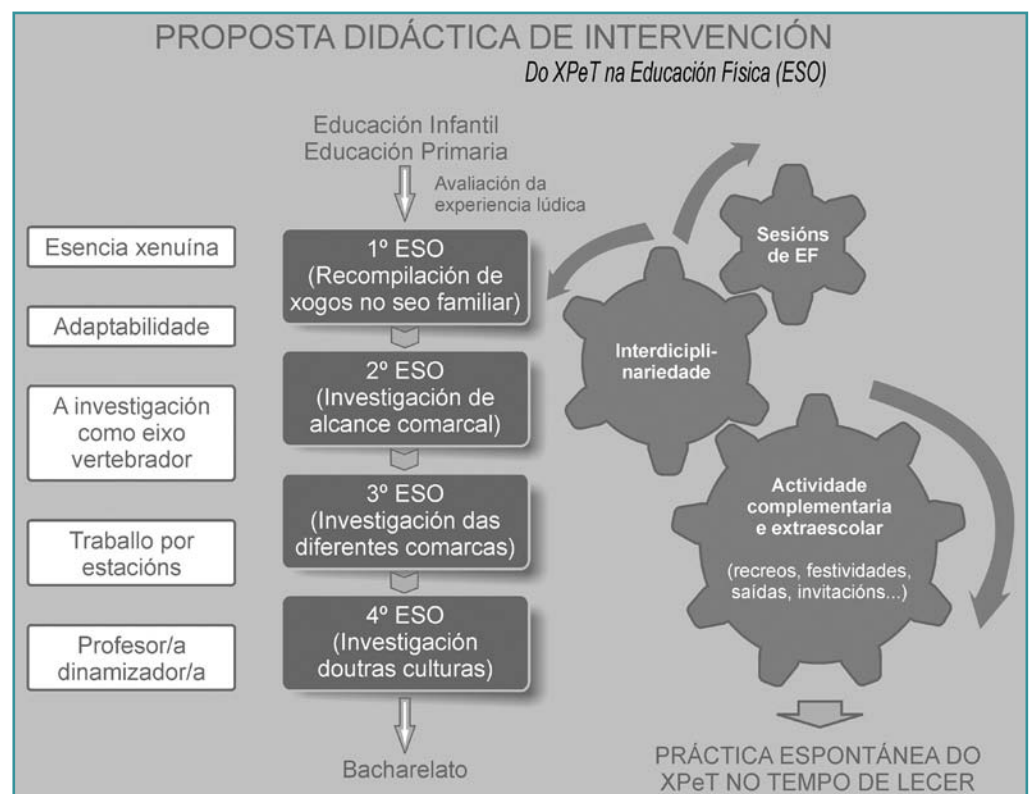 PROPOSTA DIDÁCTICA DE INTERVENCIÓN
Do XPeT na Educación Física (ESO)
Educación Infantil
Educación Primaria
Avaliación da
experiencia lúdica
Esencia xenuína
Adaptabilidade
A investigación
como eixo
vertebrador
Traballo por
estacións
Profesor/a
dinamizador/a
1º ESO
(Recompilación de
xogos no seo familiar)
2º ESO
(Investigación de
alcance comarcal)
3º ESO
(Investigación das
diferentes comarcas)
4º ESO
(Investigación
doutras culturas)
Bacharelato
Sesións
de EF
Interdicipli-
nariedade
Actividade
complementaria
e extraescolar
(recreos, festividades,
saídas, invitacións...)
PRÁCTICA ESPONTÁNEA DO
XPeT NO TEMPO DE LECER